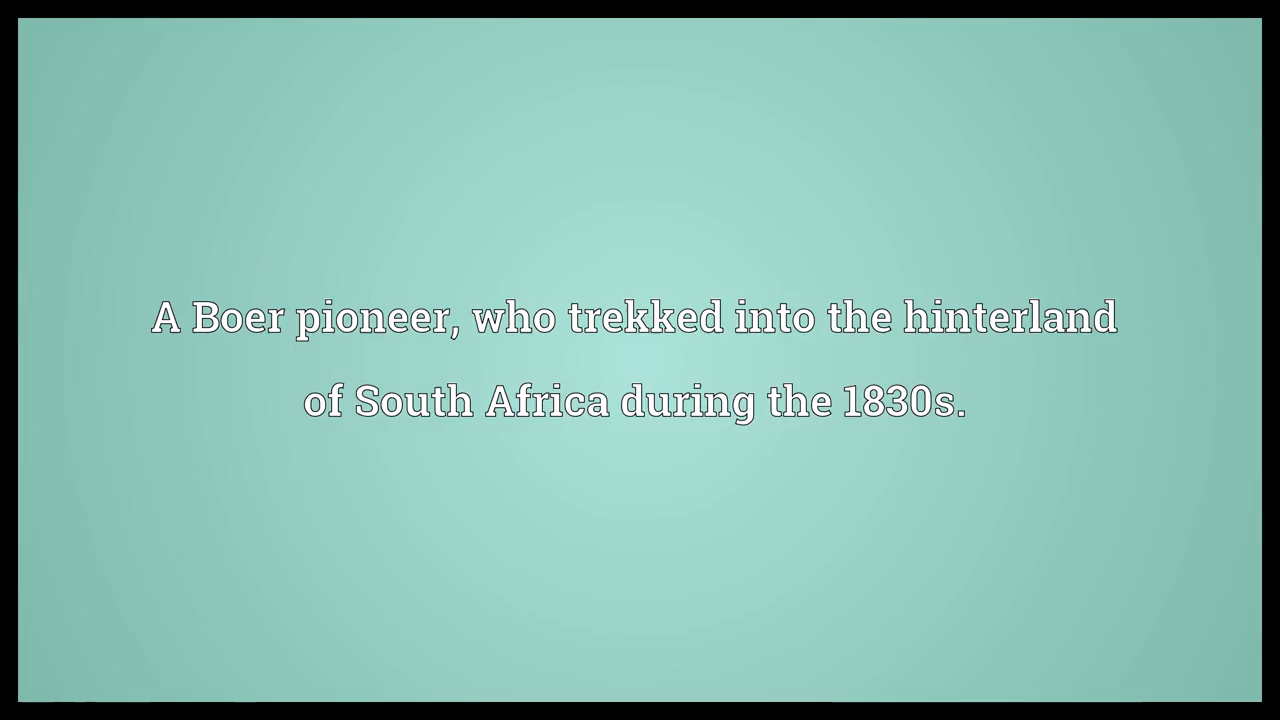 A Boer pioneer, who trekked into the hinterland
of South Africa during the 1830s.